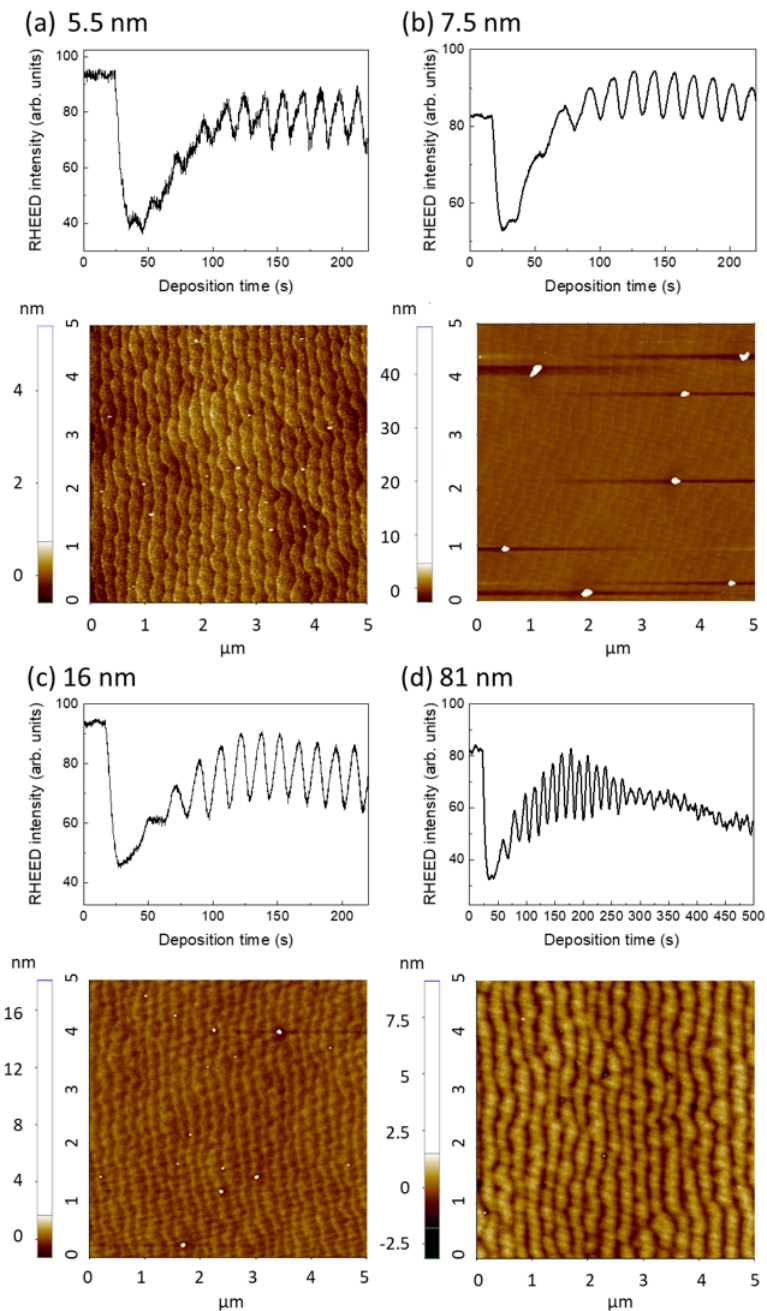 (a) 5.5 nm
100
80
60
40
RHEED intensity (arb. units)
0 50 100 150 200
Deposition time (s)
(b) 7.5 nm
100
80
60
RHEED intensity (arb. units)
0 50 100 150 200
Deposition time (s)
nm
4
2
0
5
4
3
2
1
0
0 1 2 3 4 5
µm
nm
40
30
20
10
0
5
4
3
2
1
0
0 1 2 3 4 5
µm
(c) 16 nm
100
80
60
40
RHEED intensity (arb. units)
0 50 100 150 200
Deposition time (s)
(d) 81 nm
100
80
60
40
RHEED intensity (arb. units)
0 50 100 150 200 250 300 350 400 450 500
Deposition time (s)
nm
16
12
8
4
0
5
4
3
2
1
0
0 1 2 3 4 5
µm
nm
7.5
5
2.5
0
-2.5
5
4
3
2
1
0
0 1 2 3 4 5
µm